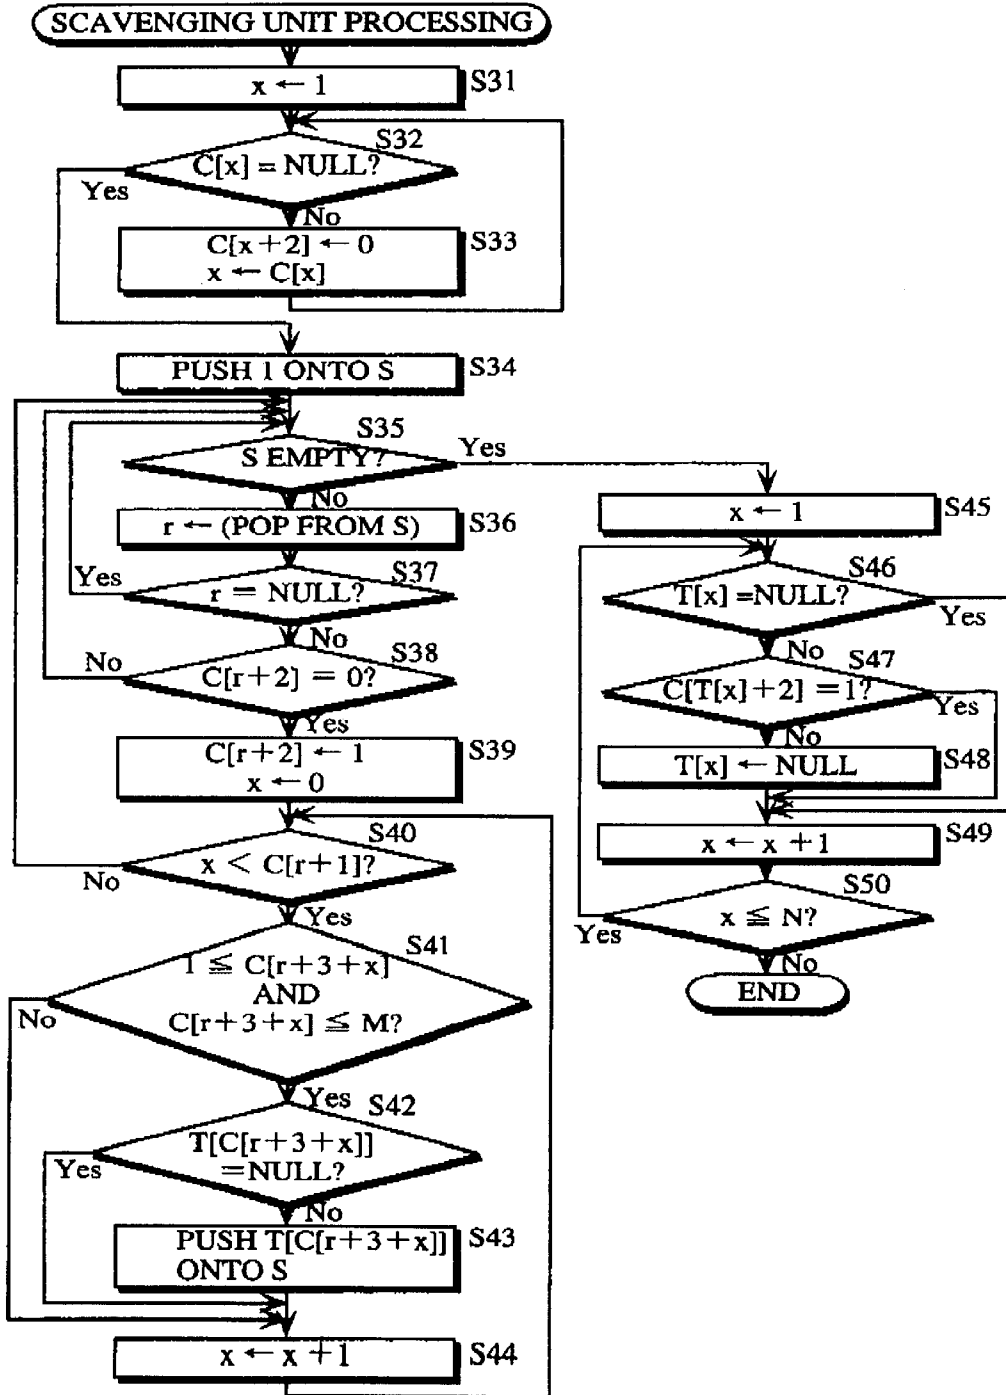 SCAVENGING UNIT PROCESSING
x ← 1
S31
S32
C[x] = NULL?
Yes
No
C[x+2] ← 0
x ← C[x]
S33
PUSH 1 ONTO S
S34
S35
S EMPTY?
Yes
No
r ← (POP FROM S)
S36
S37
r = NULL?
Yes
No
S38
C[r+2] = 0?
No
Yes
C[r+2] ← 1
x ← 0
S39
S40
x < C[r+1]?
No
Yes
S41
1 ≦ C[r+3+x]
AND
C[r+3+x] ≦ M?
No
Yes
S42
T[C[r+3+x]]
=NULL?
Yes
No
PUSH T[C[r+3+x]]
ONTO S
S43
x ← x +1
S44
x ← 1
S45
S46
T[x] =NULL?
Yes
No
S47
C[T[x]+2] =1?
Yes
No
T[x] ← NULL
S48
x ← x +1
S49
S50
x ≦ N?
Yes
No
END